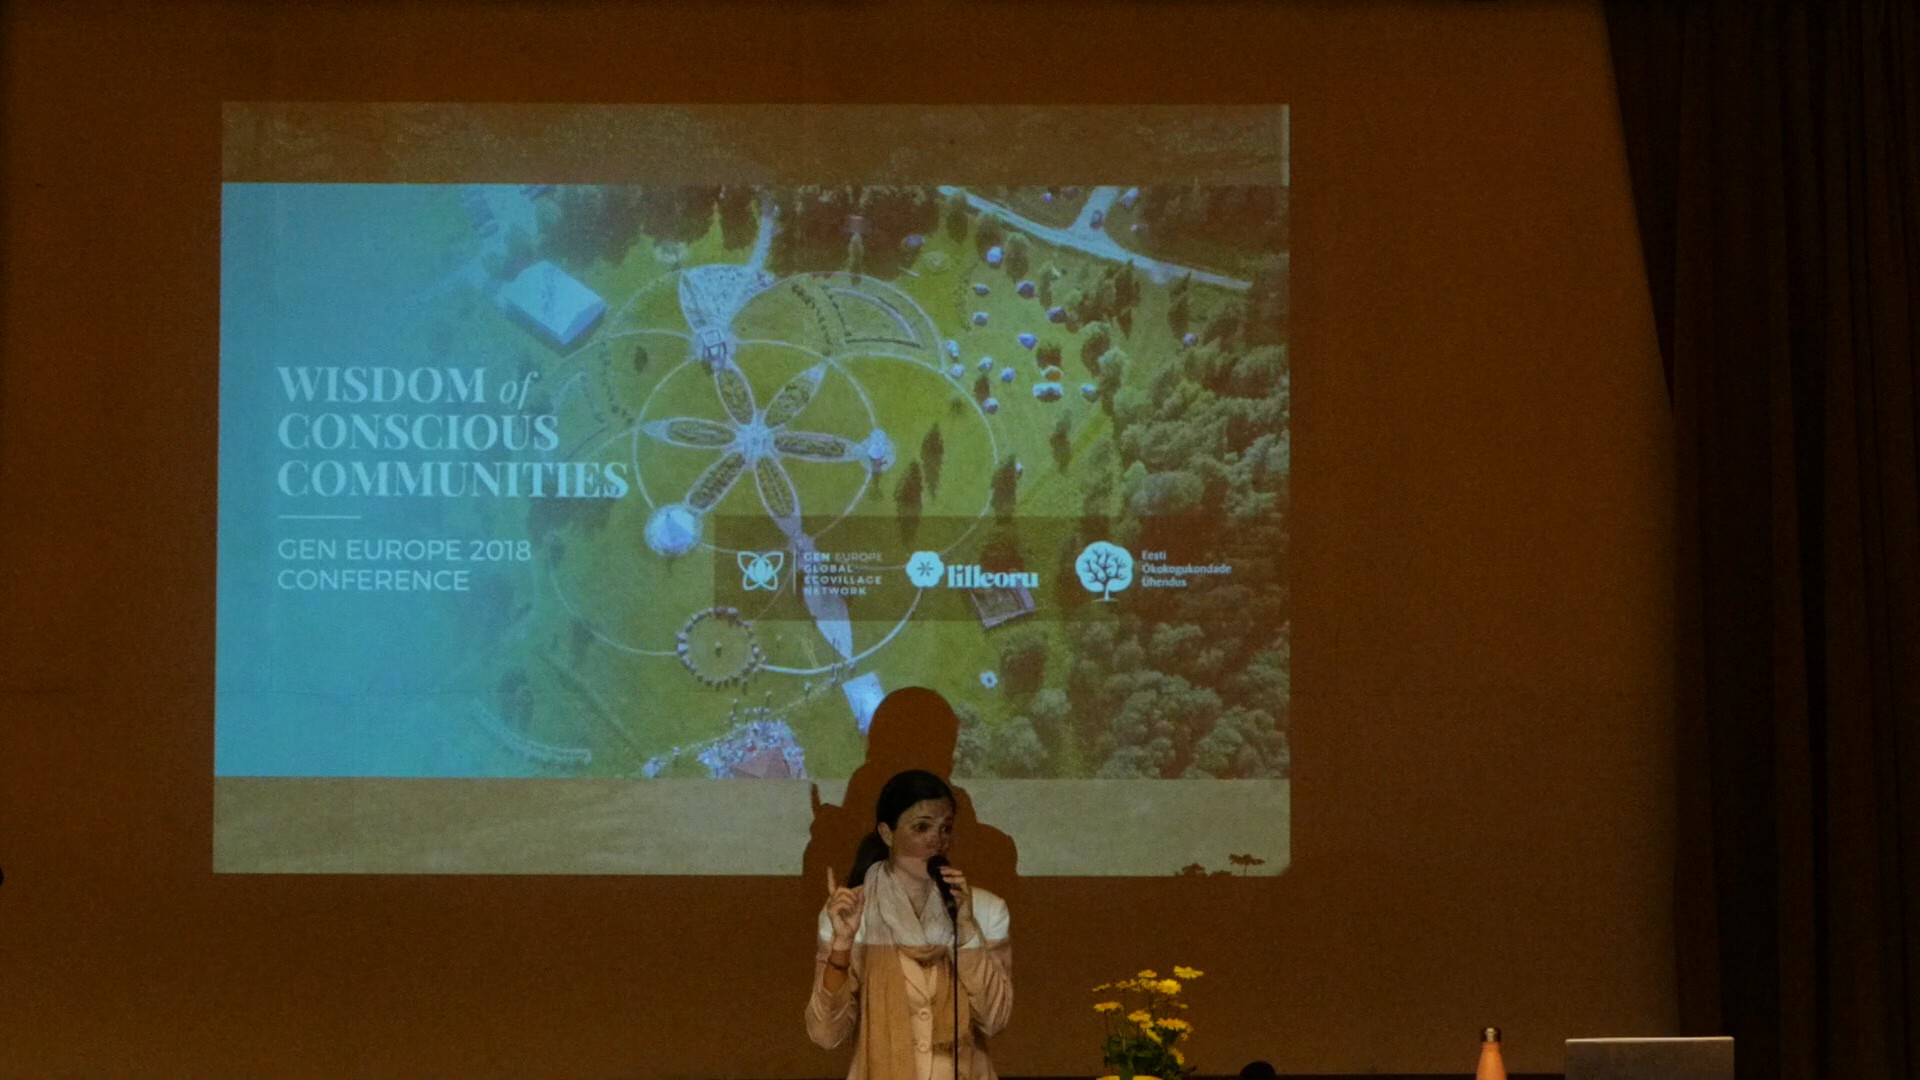 WISDOM of
CONSCIOUS
COMMUNITIES
GEN EUROPE 2018
CONFERENCE
GEN EUROPE
GLOBAL
ECOVILLAGE
NETWORK
lilleoru
Eesti
Ökokogukondade
Ühendus